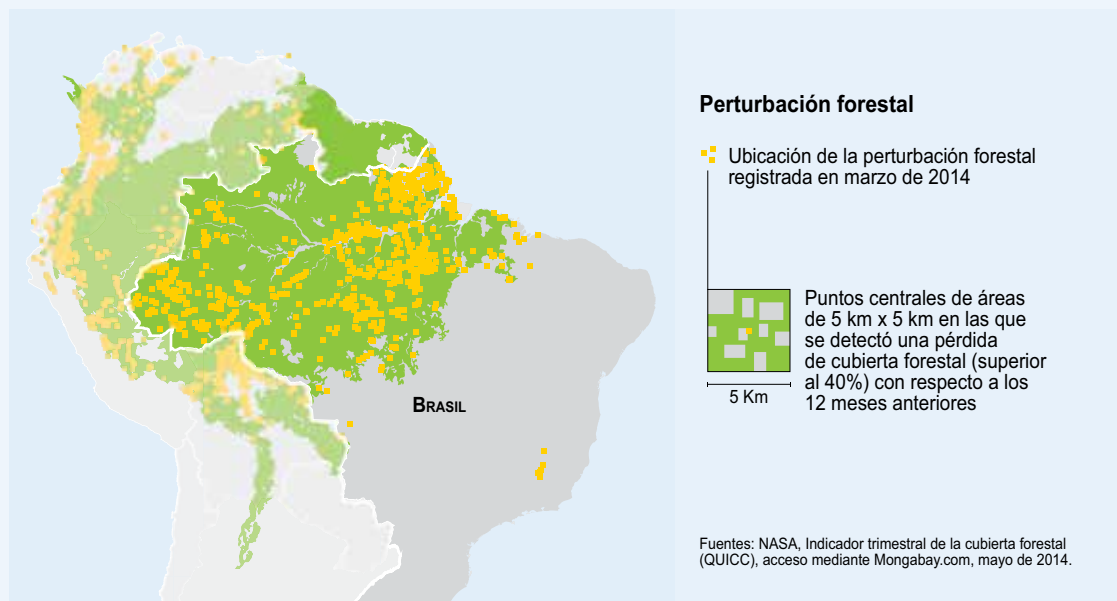 Perturbación forestal
Ubicación de la perturbación forestal
registrada en marzo de 2014
Puntos centrales de áreas
de 5 km x 5 km en las que
se detectó una pérdida
de cubierta forestal (superior
al 40%) con respecto a los
12 meses anteriores
5 Km
BRASIL
Fuentes: NASA, Indicador trimestral de la cubierta forestal
(QUICC), acceso mediante Mongabay.com, mayo de 2014.